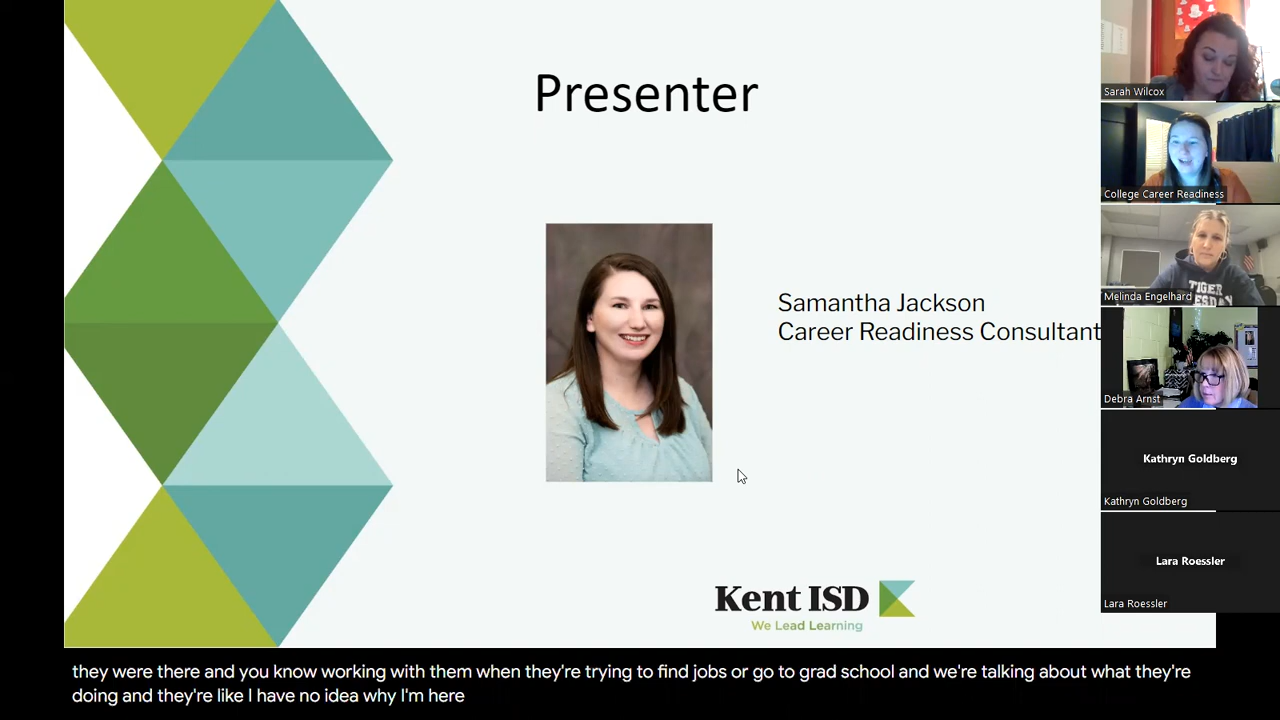 Presenter
Samantha Jackson
Career Readiness Consultant
Kent ISD
We Lead Learning
Sarah Wilcox
College Career Readiness
TIGER
Melinda Engelhard
Debra Arnst
Kathryn Goldberg
Kathryn Goldberg
Lara Roessler
Lara Roessler
they were there and you know working with them when they're trying to find jobs or go to grad school and we're talking about what they're
doing and they're like I have no idea why I'm here